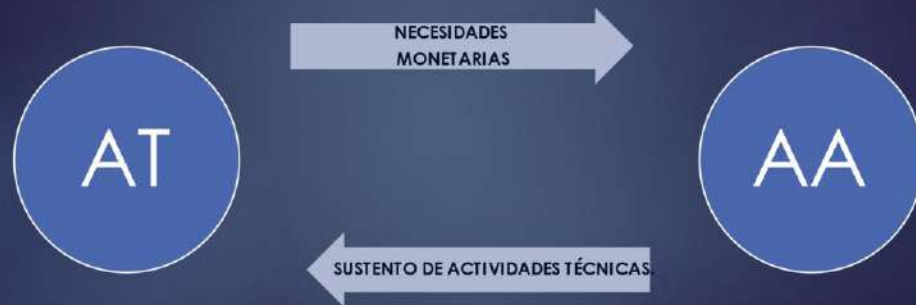 NECESIDADES
MONETARIAS
AT
AA
SUSTENTO DE ACTIVIDADES TÉCNICAS.